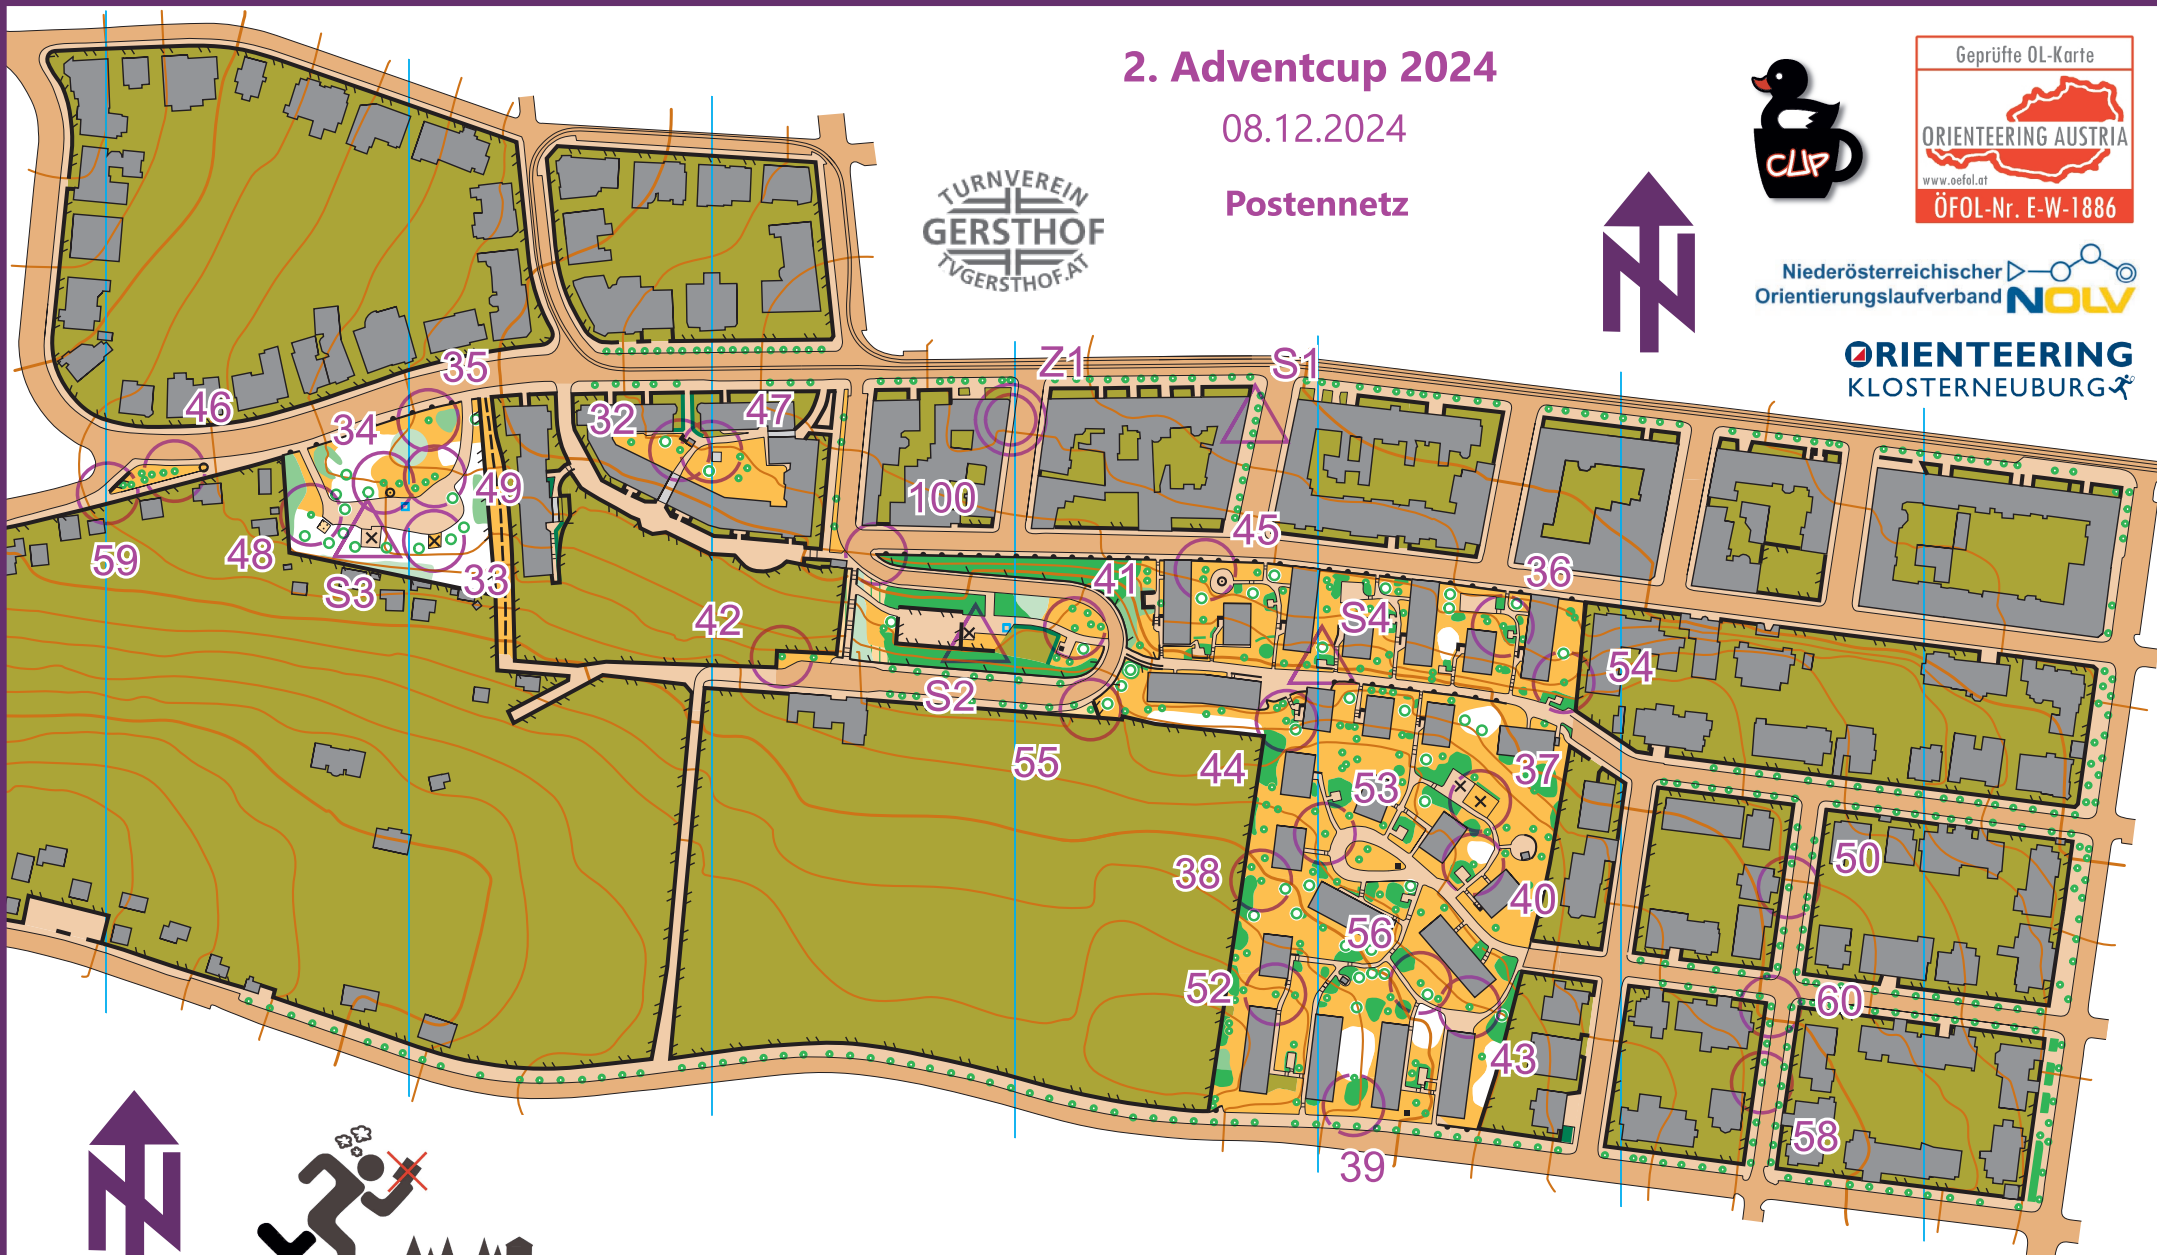 2. Adventcup 2024
08.12.2024
Postennetz
TURNVEREIN
GERSTHOF
TVGERSTHOF.AT
CUP
Geprüfte OL-Karte
ORIENTEERING AUSTRIA
www.oefol.at
ÖFOL-Nr. E-W-1886
Niederösterreichischer
Orientierungslaufverband
NOLV
ORIENTEERING
KLOSTERNEUBURG
35
Z1
S1
46
34
32
47
49
100
45
59
48
S3
33
41
36
42
S4
S2
54
55
44
53
37
38
50
40
56
52
60
43
58
39